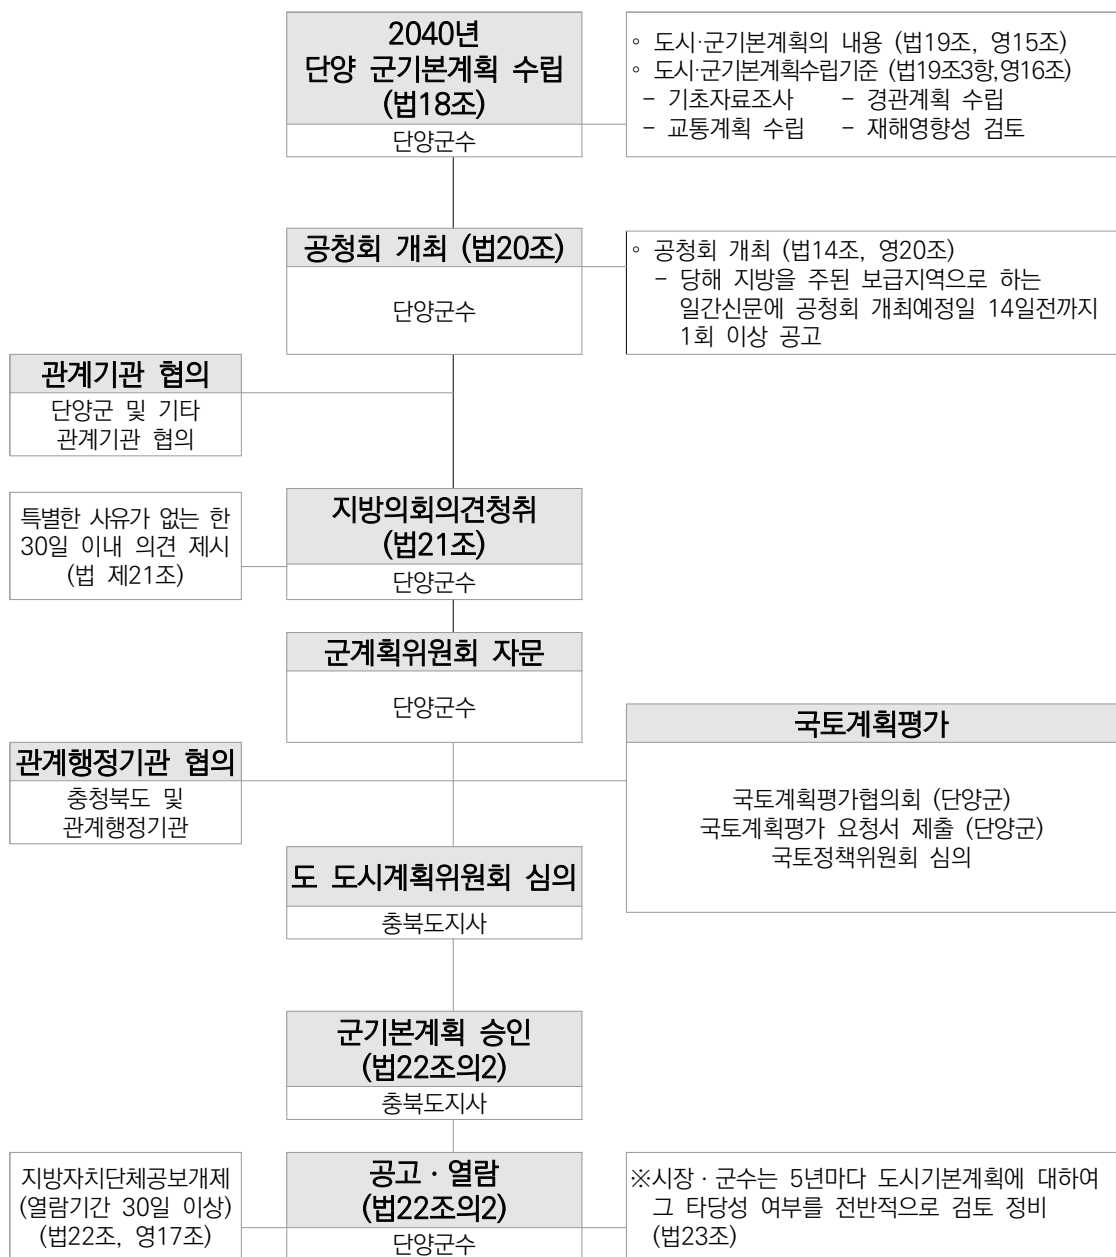 2040년
단양 군기본계획 수립
(법18조)
단양군수
◦ 도시·군기본계획의 내용 (법19조, 영15조)
◦ 도시·군기본계획수립기준 (법19조3항,영16조)
- 기초자료조사 - 경관계획 수립
- 교통계획 수립 - 재해영향성 검토
공청회 개최 (법20조)
단양군수
◦ 공청회 개최 (법14조, 영20조)
- 당해 지방을 주된 보급지역으로 하는
일간신문에 공청회 개최예정일 14일전까지
1회 이상 공고
관계기관 협의
단양군 및 기타
관계기관 협의
특별한 사유가 없는 한
30일 이내 의견 제시
(법 제21조)
지방의회의견청취
(법21조)
단양군수
군계획위원회 자문
단양군수
국토계획평가
국토계획평가협의회 (단양군)
국토계획평가 요청서 제출 (단양군)
국토정책위원회 심의
관계행정기관 협의
충청북도 및
관계행정기관
도 도시계획위원회 심의
충북도지사
군기본계획 승인
(법22조의2)
충북도지사
지방자치단체공보개제
(열람기간 30일 이상)
(법22조, 영17조)
공고 · 열람
(법22조의2)
단양군수
※시장 · 군수는 5년마다 도시기본계획에 대하여
그 타당성 여부를 전반적으로 검토 정비
(법23조)